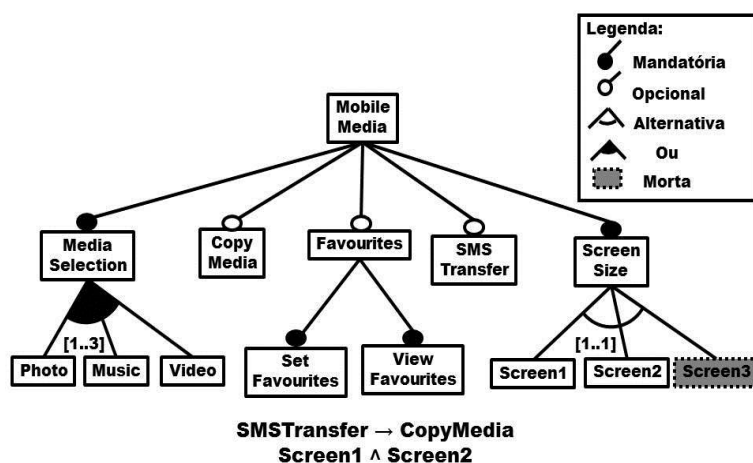 Legenda:
Mandatória
Opcional
Alternativa
Ou
Morta
Mobile
Media
Media
Selection
Copy
Media
Favourites
SMS
Transfer
Screen
Size
[1..3]
[1..1]
Photo
Music
Video
Set
Favourites
View
Favourites
Screen1
Screen2
Screen3
SMSTransfer → CopyMedia
Screen1 ∧ Screen2